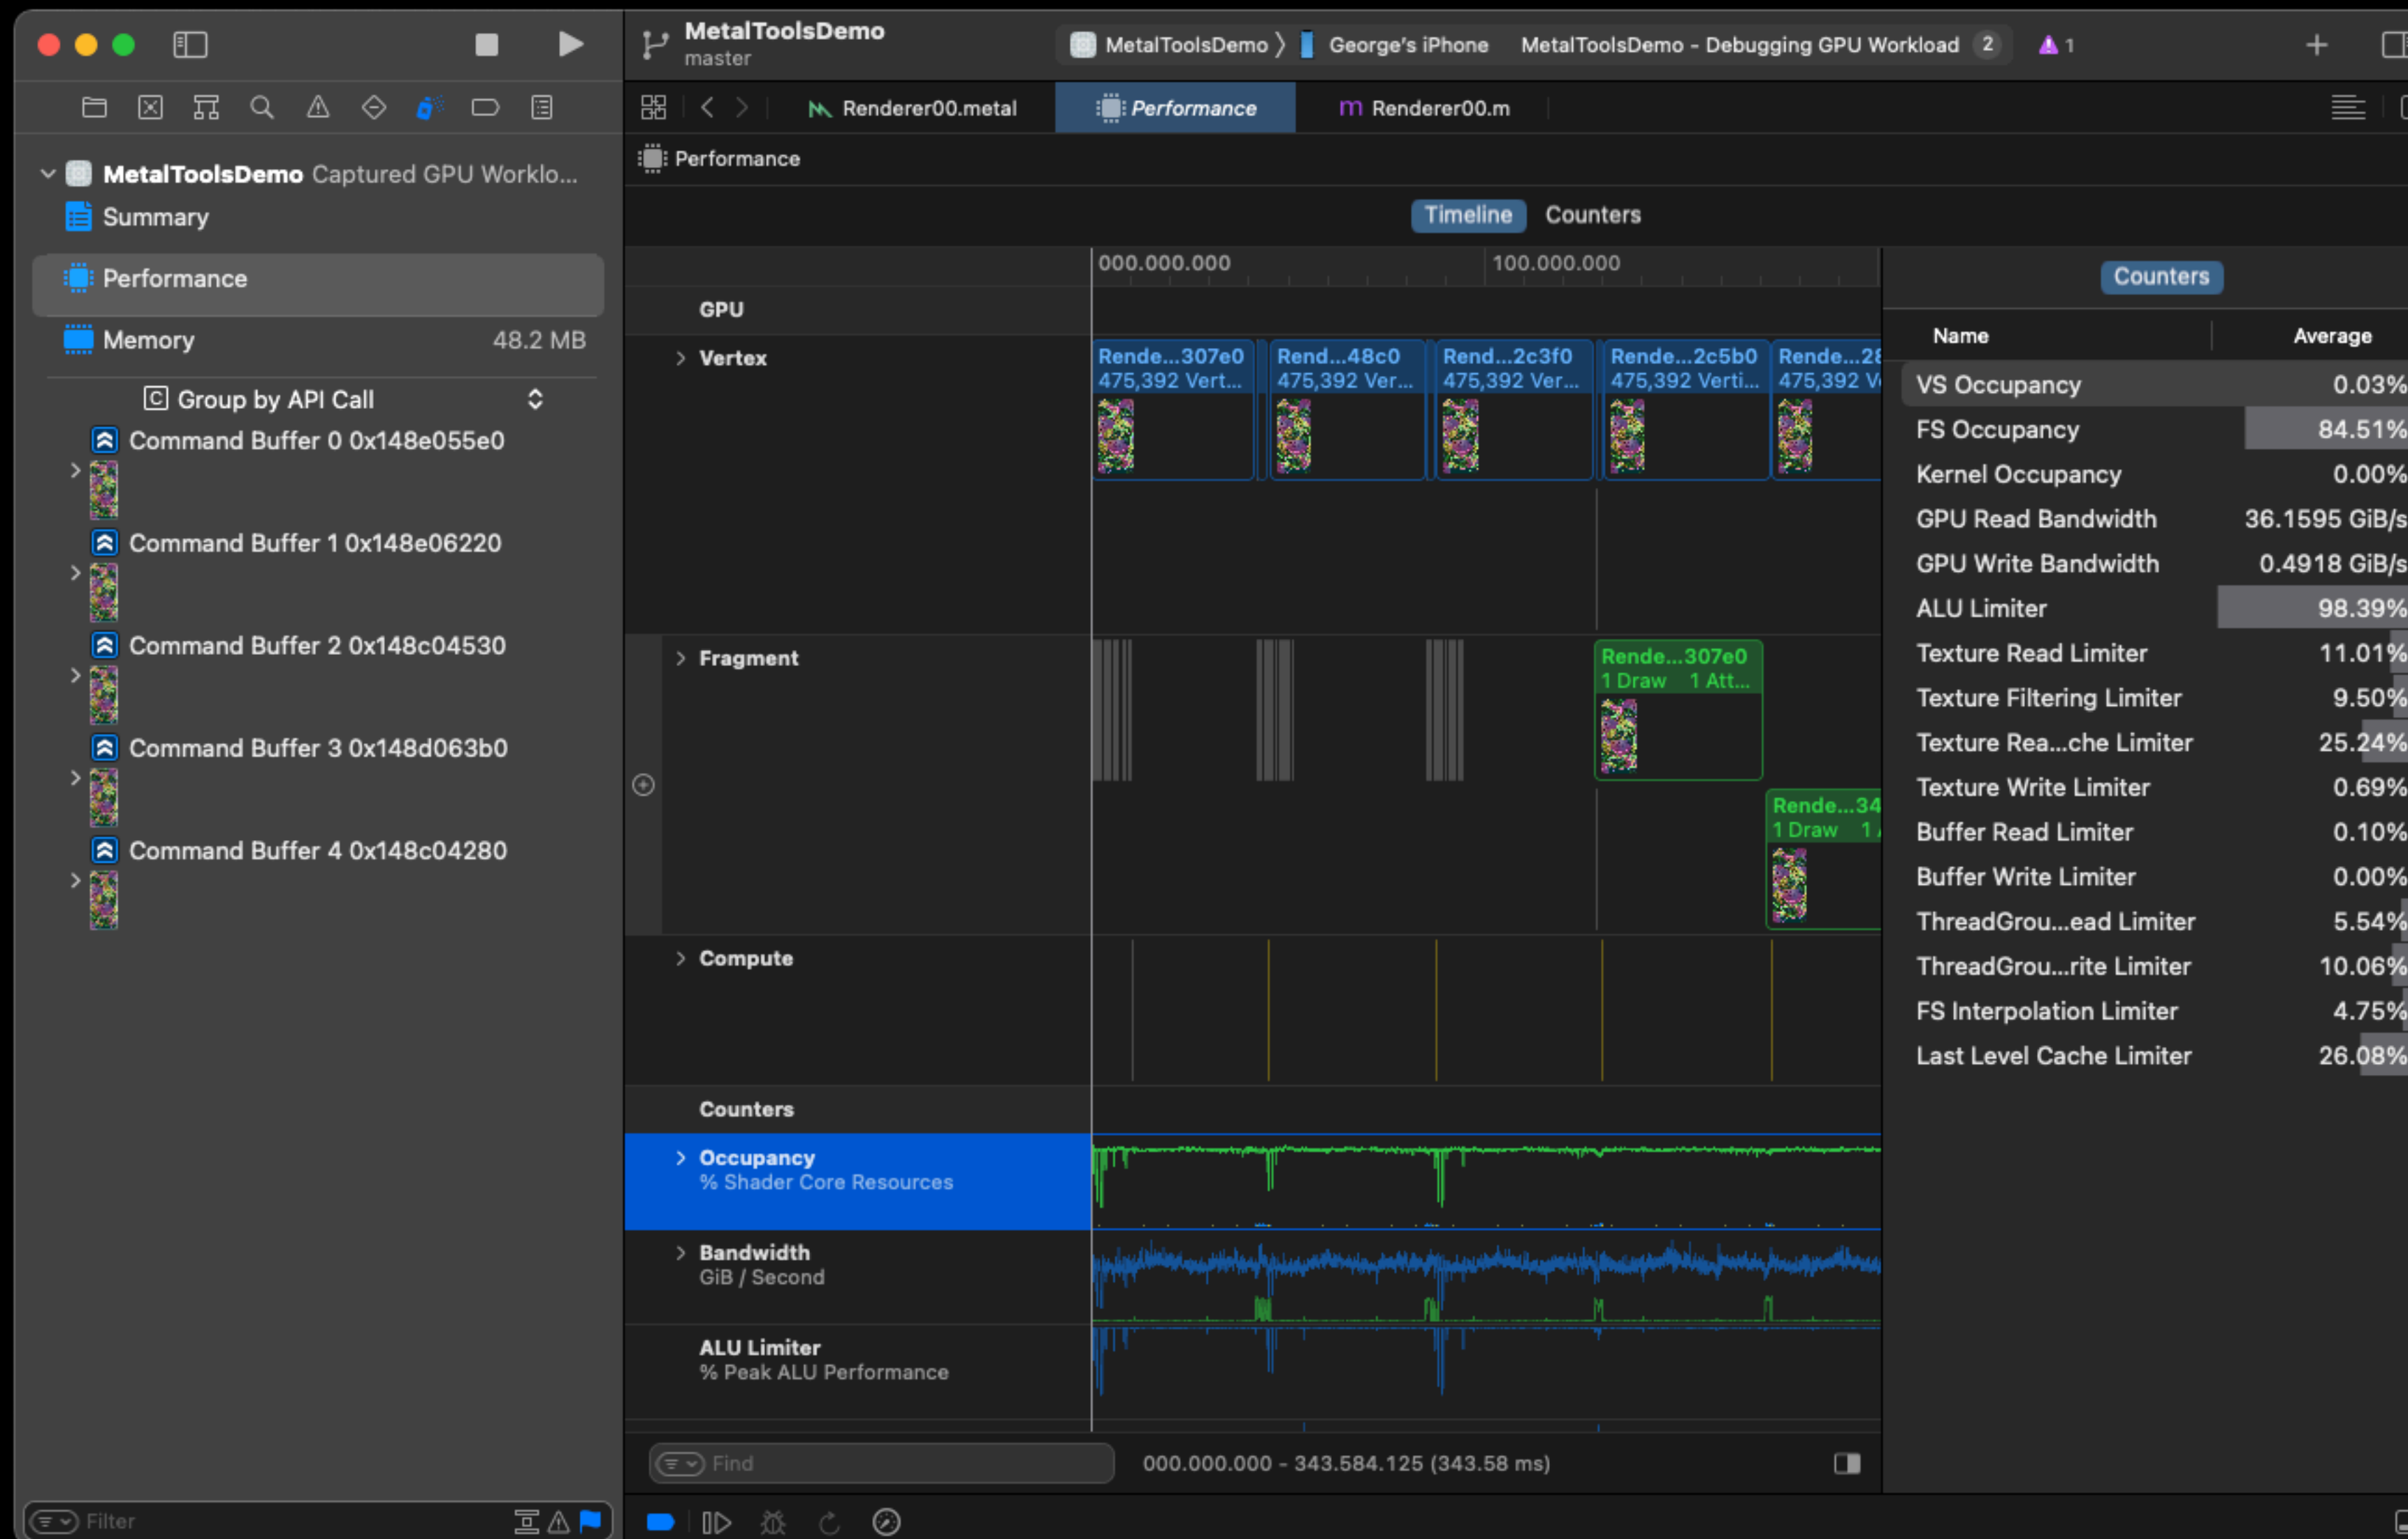 MetalToolsDemo
master
MetalToolsDemo 〉 George's iPhone
MetalToolsDemo - Debugging GPU Workload 2
1
Renderer00.metal
Performance
Renderer00.m
MetalToolsDemo Captured GPU Worklo...
Summary
Performance
Memory 48.2 MB
Group by API Call
Command Buffer 0 0x148e055e0
Command Buffer 1 0x148e06220
Command Buffer 2 0x148c04530
Command Buffer 3 0x148d063b0
Command Buffer 4 0x148c04280
Filter
Performance
Timeline Counters
000.000.000 100.000.000
GPU
Vertex
Rende...307e0
475,392 Vert...
Rend...48c0
475,392 Ver...
Rend...2c3f0
475,392 Ver...
Rende...2c5b0
475,392 Verti...
Rende...28
475,392 V
Fragment
Rende...307e0
1 Draw 1 Att...
Rende...34
1 Draw 1
Compute
Counters
Occupancy
% Shader Core Resources
Bandwidth
GiB / Second
ALU Limiter
% Peak ALU Performance
Find
000.000.000 - 343.584.125 (343.58 ms)
Counters
Name Average
VS Occupancy 0.03%
FS Occupancy 84.51%
Kernel Occupancy 0.00%
GPU Read Bandwidth 36.1595 GiB/s
GPU Write Bandwidth 0.4918 GiB/s
ALU Limiter 98.39%
Texture Read Limiter 11.01%
Texture Filtering Limiter 9.50%
Texture Rea...che Limiter 25.24%
Texture Write Limiter 0.69%
Buffer Read Limiter 0.10%
Buffer Write Limiter 0.00%
ThreadGrou...ead Limiter 5.54%
ThreadGrou...rite Limiter 10.06%
FS Interpolation Limiter 4.75%
Last Level Cache Limiter 26.08%